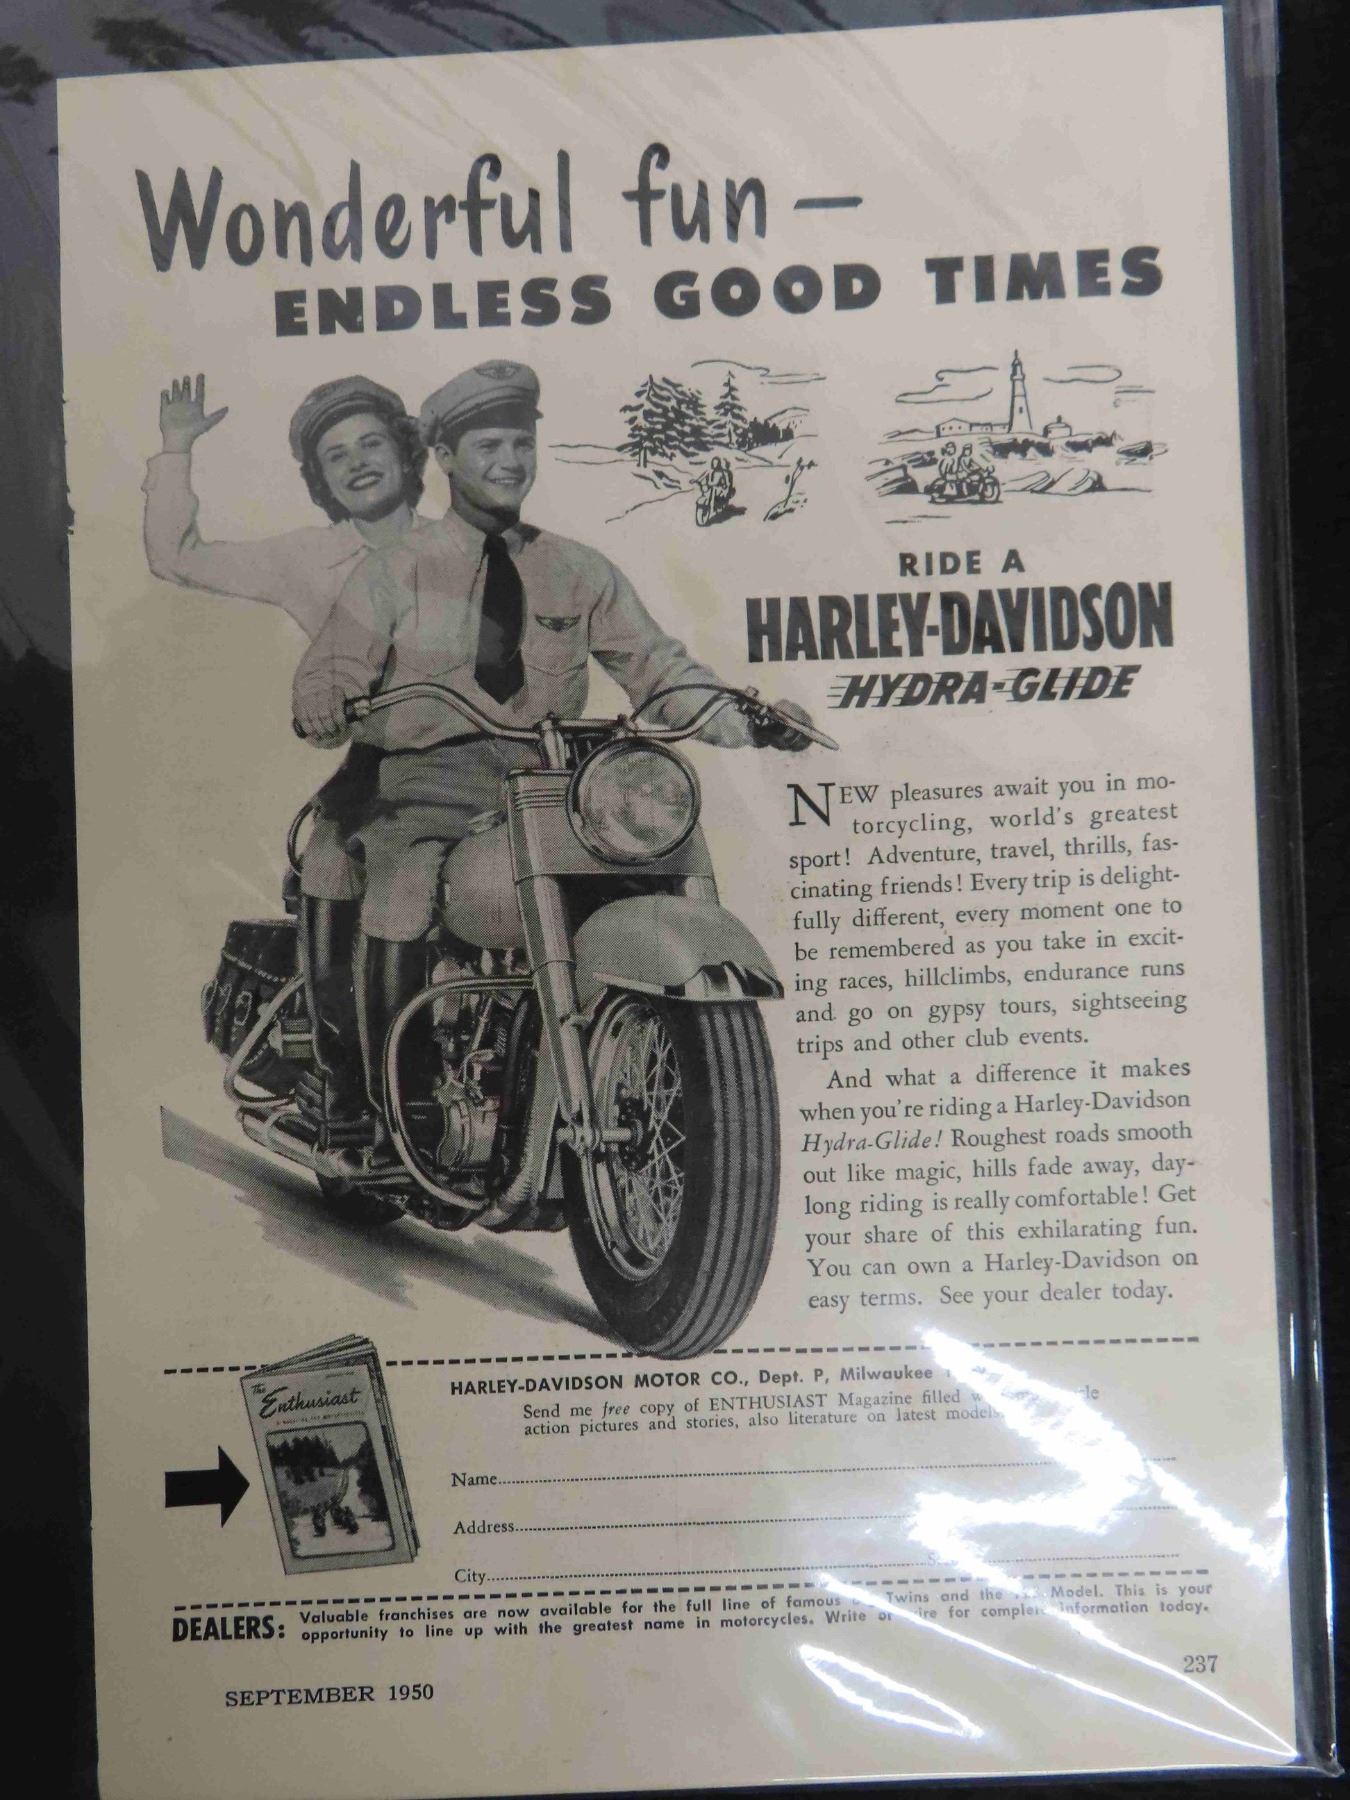 Wonderful fun —
ENDLESS GOOD TIMES
RIDE A
HARLEY-DAVIDSON
HYDRA-GLIDE
NEW pleasures await you in mo-
torcycling, world's greatest
sport! Adventure, travel, thrills, fas-
cinating friends! Every trip is delight-
fully different, every moment one to
be remembered as you take in excit-
ing races, hillclimbs, endurance runs
and go on gypsy tours, sightseeing
trips and other club events.
And what a difference it makes
when you're riding a Harley-Davidson
Hydra-Glide! Roughest roads smooth
out like magic, hills fade away, day-
long riding is really comfortable! Get
your share of this exhilarating fun.
You can own a Harley-Davidson on
easy terms. See your dealer today.
The
Enthusiast
HARLEY-DAVIDSON MOTOR CO., Dept. P, Milwaukee
Send me free copy of ENTHUSIAST Magazine filled
action pictures and stories, also literature on latest models.
Name
Address
City
DEALERS: Valuable franchises are now available for the full line of famous Twins and the Model. This is your
opportunity to line up with the greatest name in motorcycles. Write or wire for complete information today.
237
SEPTEMBER 1950